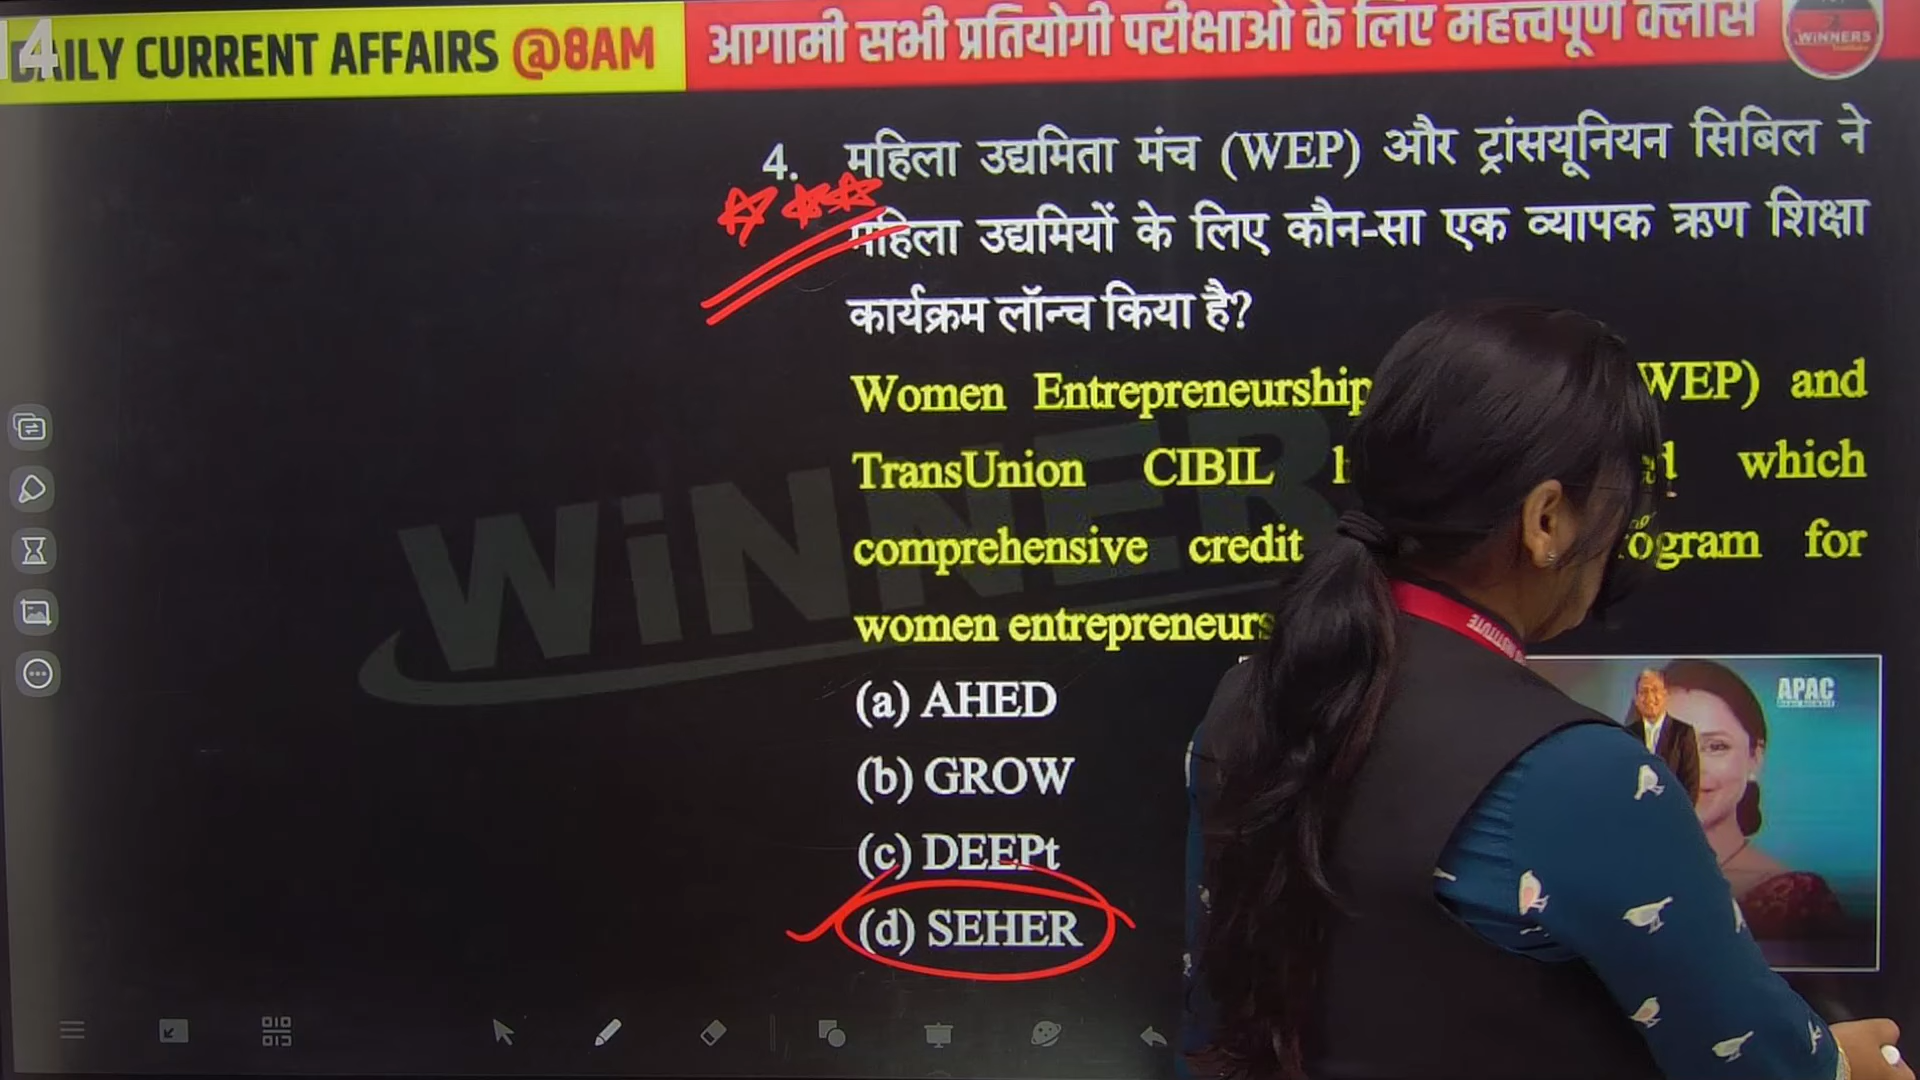 DAILY CURRENT AFFAIRS @8AM
आगामी सभी प्रतियोगी परीक्षाओ के लिए महत्त्वपूर्ण क्लास
WiNNERS
4. महिला उद्यमिता मंच (WEP) और ट्रांसयूनियन सिबिल ने
महिला उद्यमियों के लिए कौन-सा एक व्यापक ऋण शिक्षा
कार्यक्रम लॉन्च किया है?
Women Entrepreneurship WEP) and
TransUnion CIBIL which
comprehensive credit for
women entrepreneurs
(a) AHED
(b) GROW
(c) DEEPt
(d) SEHER
WiNNER
APAC